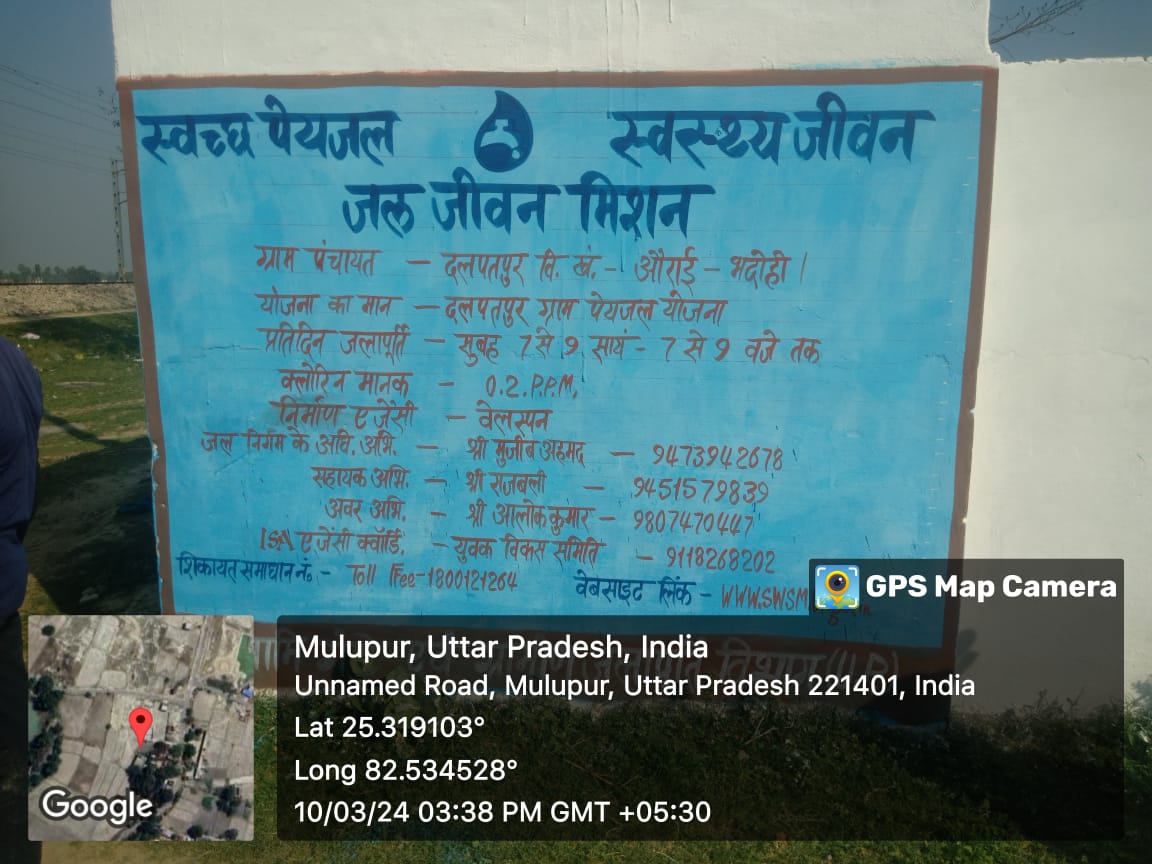 स्वच्छ पेयजल स्वस्थ्य जीवन
जल जीवन मिशन
ग्राम पंचायत – दलपतपुर वि. खं. - औराई - भदोही।
योजना का मान – दलपतपुर ग्राम पेयजल योजना
प्रतिदिन जलापूर्ति – सुबह 7 से 9 सायं - 7 से 9 वजे तक
क्लोरिन मानक - 0.2.P.P.M.
निर्माण एजेंसी - वेलस्पन
जल निगम के अधि. अभि. – श्री मुजीब अहमद – 9473942678
सहायक अभि. – श्री राजबली – 9451579839
अवर अभि. - श्री आलोक कुमार – 9807470447
ISA एजेंसी क्वॉर्डि. - युवक विकास समिति - 9118268202
शिकायत समाधान नं. - Toll Free-1800121264 वेबसाइट लिंक - WWW.SWSM
GPS Map Camera
Mulupur, Uttar Pradesh, India
Unnamed Road, Mulupur, Uttar Pradesh 221401, India
Lat 25.319103°
Long 82.534528°
10/03/24 03:38 PM GMT +05:30
Google